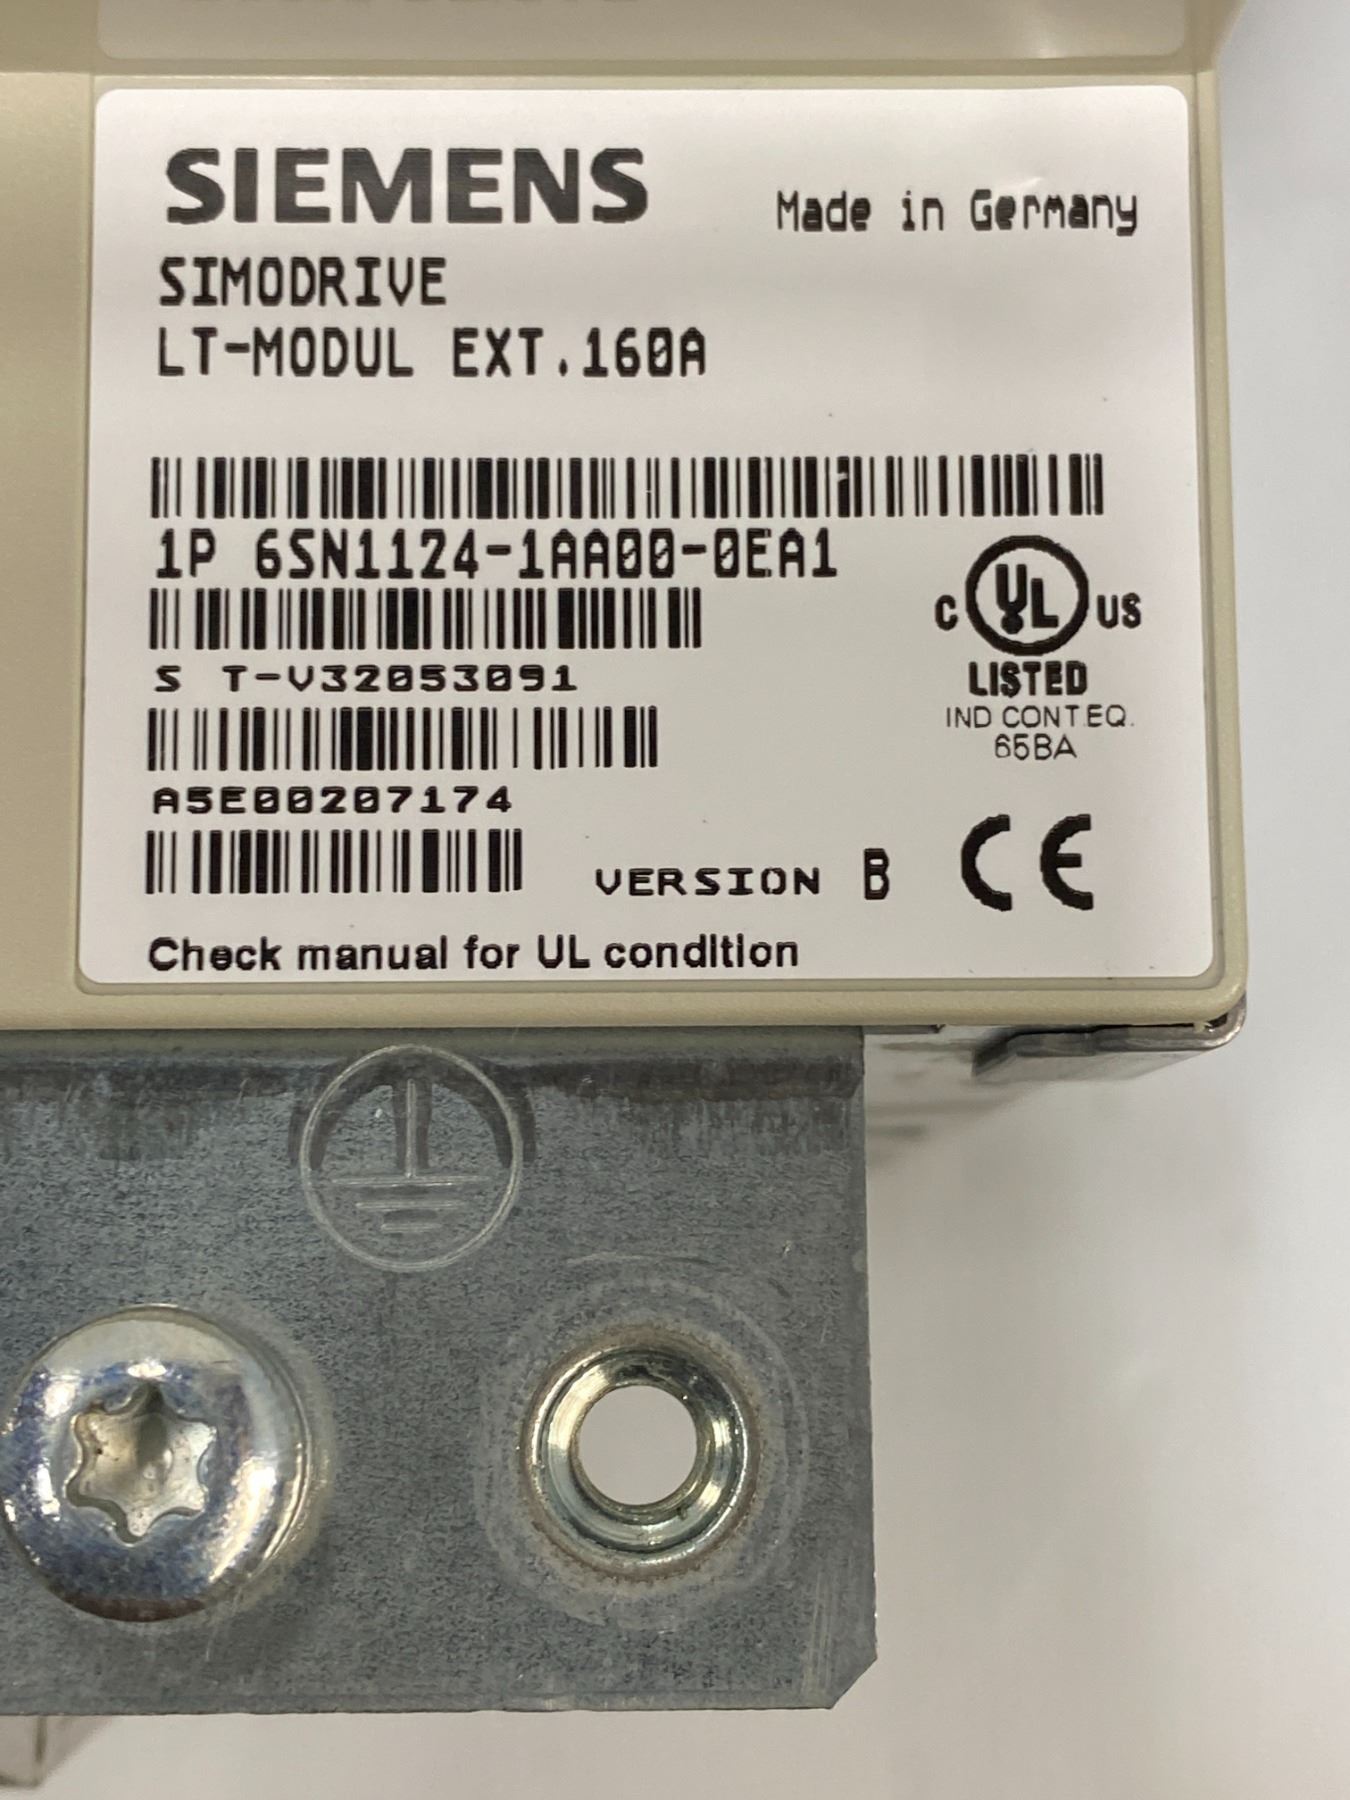 SIEMENS
Made in Germany
SIMODRIVE
LT-MODUL EXT.160A
1P 6SN1124-1AA00-0EA1
S T-V32053091
A5E00207174
C UL US
LISTED
IND CONT.EQ.
65BA
VERSION B CE
Check manual for UL condition